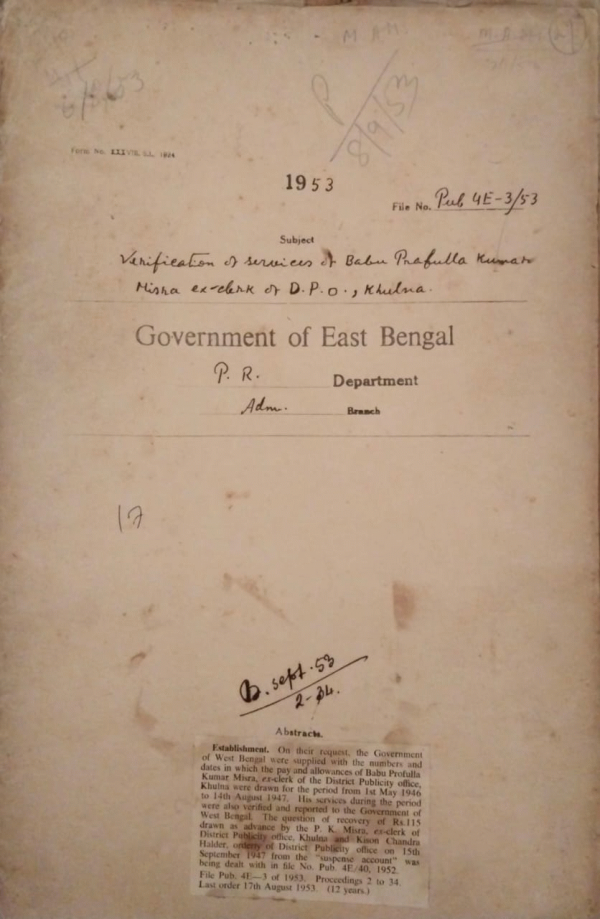 M.A.H.
8/9/53
Form No. XXXVIII
1953
File No. Pub 4E-3/53
Subject
Verification of services of Babu Prafulla Kumar
Misra ex-clerk of D.P.O., Khulna.
Government of East Bengal
P. R. Department
Adm. Branch
17
B. Sept. 53
2-34.
Abstracts.
Establishment. On their request, the Government
of West Bengal were supplied with the numbers and
dates in which the pay and allowances of Babu Profulla
Kumar Misra, ex-clerk of the District Publicity office,
Khulna were drawn for the period from 1st May 1946
to 14th August 1947. His services during the period
were also verified and reported to the Government of
West Bengal. The question of recovery of Rs.115
drawn as advance by the P. K. Misra, ex-clerk of
District Publicity office, Khulna and Kison Chandra
Halder, orderly of District Publicity office on 15th
September 1947 from the "suspense account" was
being dealt with in file No. Pub. 4E/40, 1952.
File Pub. 4E—3 of 1953. Proceedings 2 to 34.
Last order 17th August 1953. (12 years.)